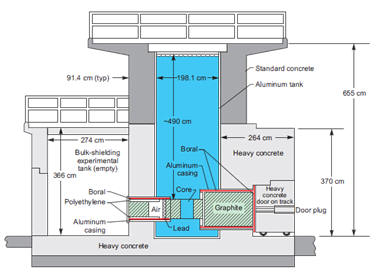 Standard concrete
91.4 cm (typ)
198.1 cm
Aluminum tank
655 cm
~490 cm
274 cm
264 cm
Bulk-shielding
experimental
tank (empty)
366 cm
Boral
Heavy concrete
Aluminum
casing
370 cm
Boral
Core
Heavy
concrete
door on track
Polyethylene
Air
Graphite
Door plug
Aluminum
casing
Lead
Heavy concrete